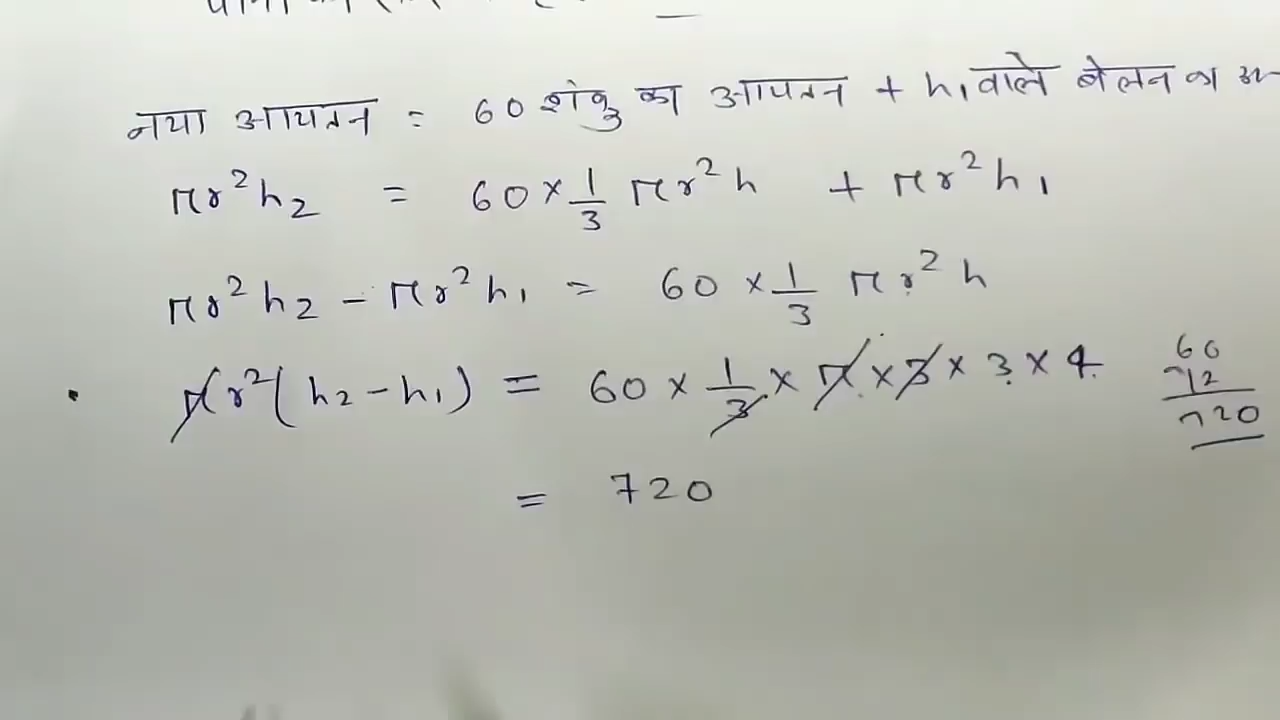 नया आयतन = 60 शंकु का आयतन + h₁ वाले बेलन का
πr²h₂ = 60 × 1/3 πr²h + πr²h₁
πr²h₂ - πr²h₁ = 60 × 1/3 πr²h
πr²(h₂-h₁) = 60 × 1/3 × π × 3 × 3 × 4
= 720
60
12
720